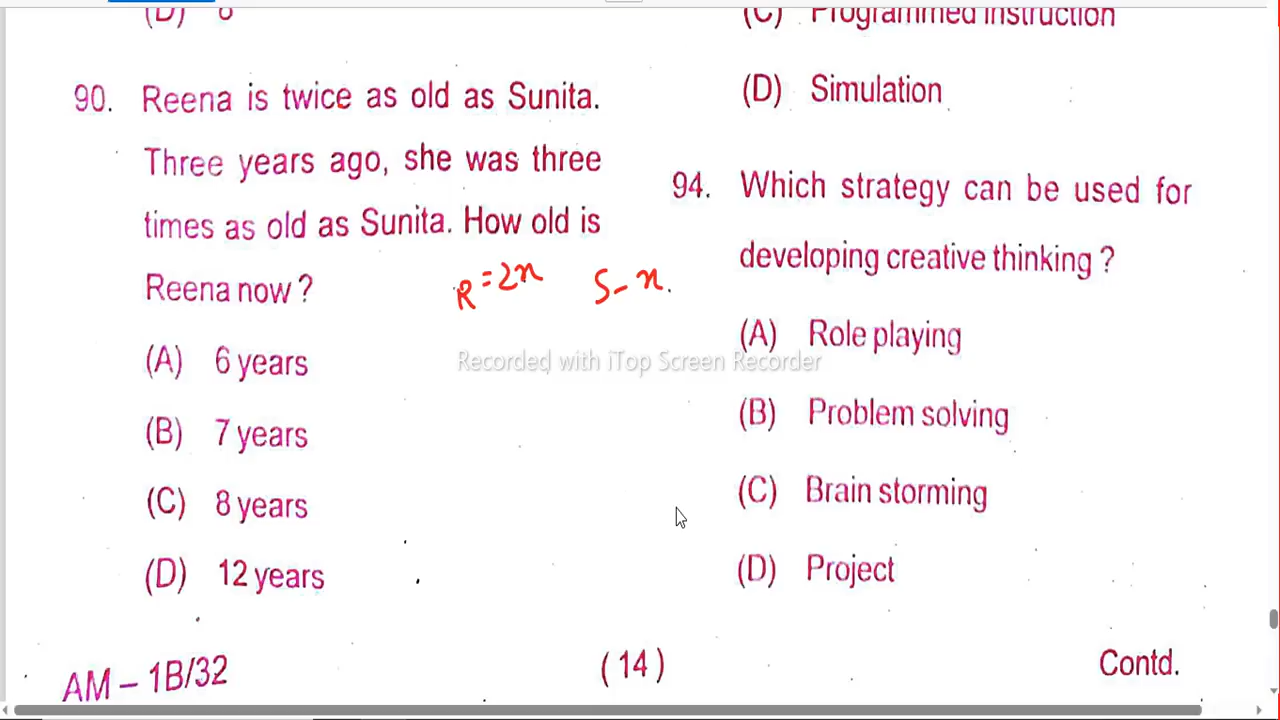 (D) 6
90. Reena is twice as old as Sunita.
Three years ago, she was three
times as old as Sunita. How old is
Reena now ?
R = 2x S - x
(A) 6 years
(B) 7 years
(C) 8 years
(D) 12 years
AM – 1B/32
(C) Programmed instruction
(D) Simulation
94. Which strategy can be used for
developing creative thinking ?
(A) Role playing
(B) Problem solving
(C) Brain storming
(D) Project
Recorded with iTop Screen Recorder
(14)
Contd.